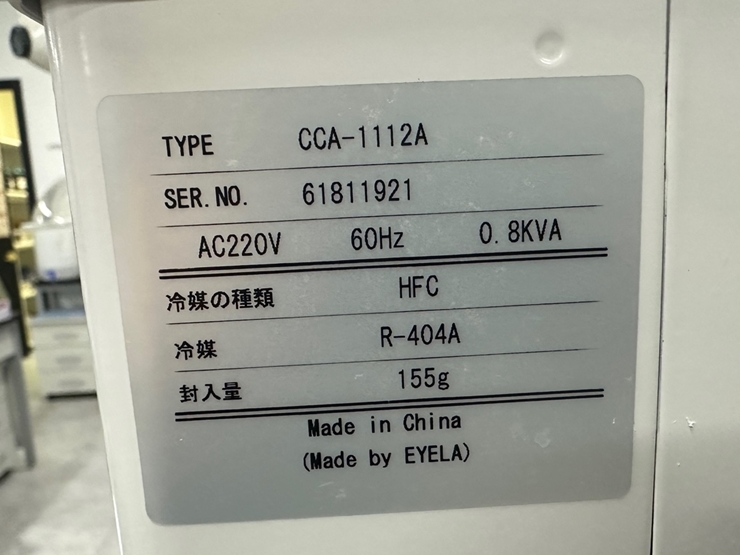 TYPE CCA-1112A
SER.NO. 61811921
AC220V 60Hz 0.8KVA
冷媒の種類 HFC
冷媒 R-404A
封入量 155g
Made in China
(Made by EYELA)